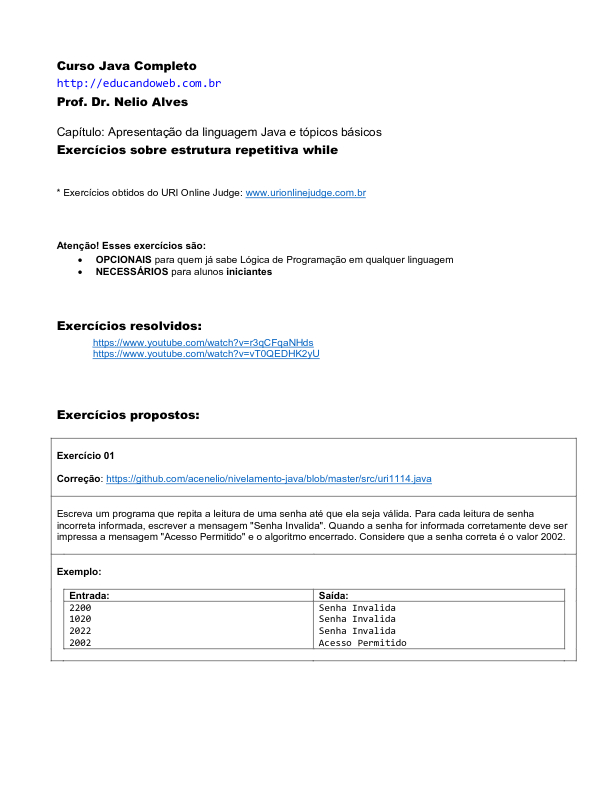 Curso Java Completo
http://educandoweb.com.br
Prof. Dr. Nelio Alves
Capítulo: Apresentação da linguagem Java e tópicos básicos
Exercícios sobre estrutura repetitiva while
* Exercícios obtidos do URI Online Judge: www.urionlinejudge.com.br
Atenção! Esses exercícios são:
• OPCIONAIS para quem já sabe Lógica de Programação em qualquer linguagem
• NECESSÁRIOS para alunos iniciantes
Exercícios resolvidos:
https://www.youtube.com/watch?v=r3qCFqaNHds
https://www.youtube.com/watch?v=vT0QEDHK2yU
Exercícios propostos:
Exercício 01
Correção: https://github.com/acenelio/nivelamento-java/blob/master/src/uri1114.java
Escreva um programa que repita a leitura de uma senha até que ela seja válida. Para cada leitura de senha
incorreta informada, escrever a mensagem "Senha Invalida". Quando a senha for informada corretamente deve ser
impressa a mensagem "Acesso Permitido" e o algoritmo encerrado. Considere que a senha correta é o valor 2002.
Exemplo:
Entrada: Saída:
2200 Senha Invalida
1020 Senha Invalida
2022 Senha Invalida
2002 Acesso Permitido